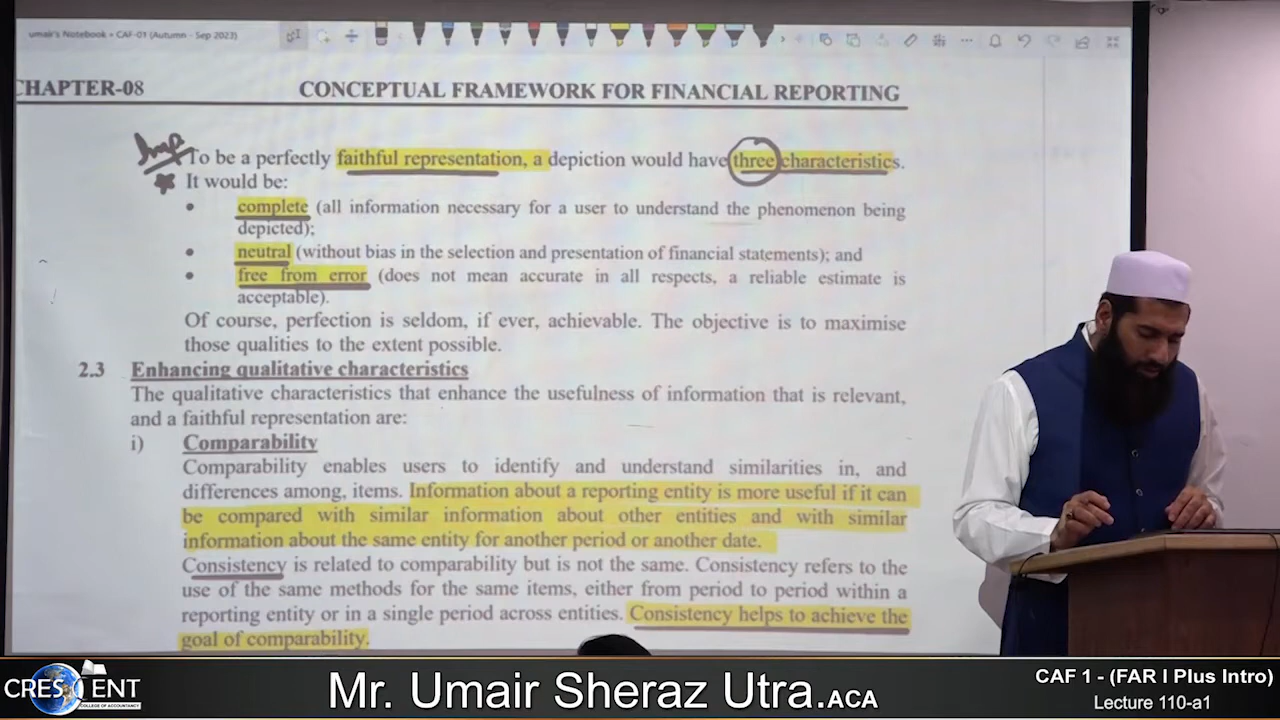 umair's Notebook » CAF-01 (Autumn - Sep 2023)
CHAPTER-08 CONCEPTUAL FRAMEWORK FOR FINANCIAL REPORTING
Imp
To be a perfectly faithful representation, a depiction would have three characteristics.
It would be:
• complete (all information necessary for a user to understand the phenomenon being
depicted);
• neutral (without bias in the selection and presentation of financial statements); and
• free from error (does not mean accurate in all respects, a reliable estimate is
acceptable).
Of course, perfection is seldom, if ever, achievable. The objective is to maximise
those qualities to the extent possible.
2.3 Enhancing qualitative characteristics
The qualitative characteristics that enhance the usefulness of information that is relevant,
and a faithful representation are:
i) Comparability
Comparability enables users to identify and understand similarities in, and
differences among, items. Information about a reporting entity is more useful if it can
be compared with similar information about other entities and with similar
information about the same entity for another period or another date.
Consistency is related to comparability but is not the same. Consistency refers to the
use of the same methods for the same items, either from period to period within a
reporting entity or in a single period across entities. Consistency helps to achieve the
goal of comparability.
CRESCENT
COLLEGE OF ACCOUNTANCY
Mr. Umair Sheraz Utra.ACA
CAF 1 - (FAR I Plus Intro)
Lecture 110-a1